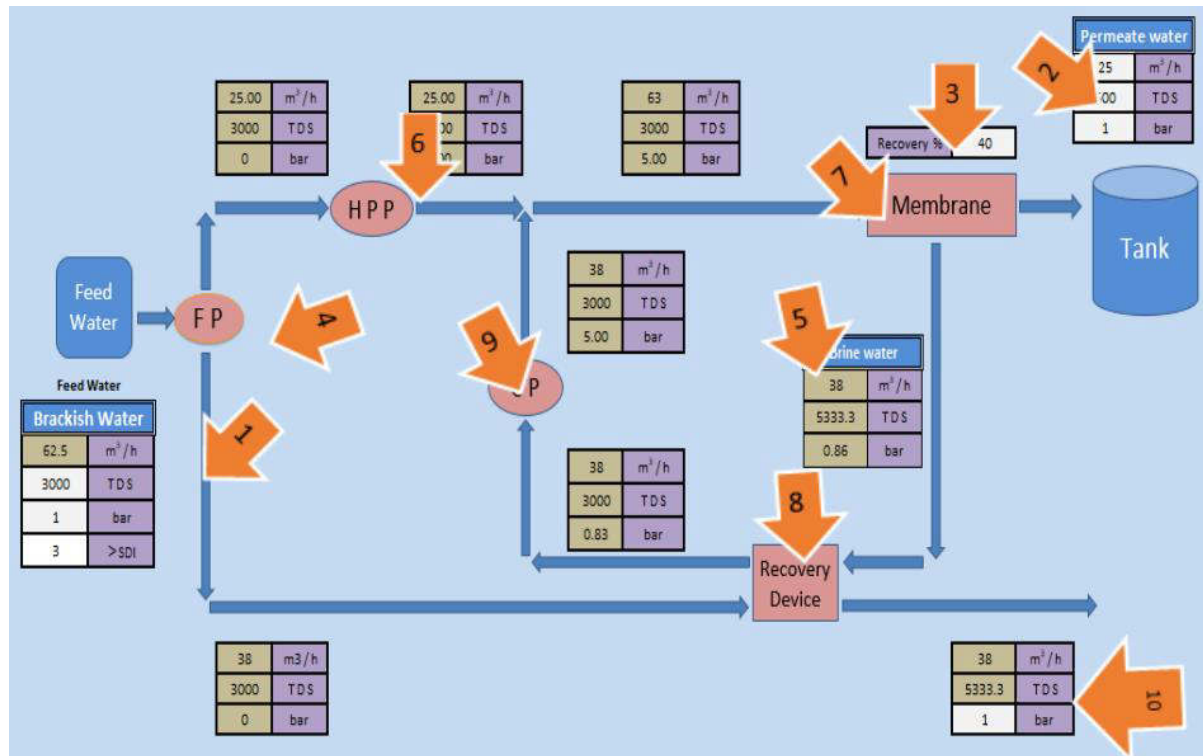 Permeate water
25 m³/h
TDS
1 bar
2
3
Recovery % 40
25.00 m³/h
3000 TDS
0 bar
25.00 m³/h
TDS
bar
6
63 m³/h
3000 TDS
5.00 bar
7
HPP
Membrane
Tank
Feed
Water
FP
4
38 m³/h
3000 TDS
5.00 bar
9
P
5
Brine water
38 m³/h
5333.3 TDS
0.86 bar
Feed Water
Brackish Water
62.5 m³/h
3000 TDS
1 bar
3 >SDI
1
38 m³/h
3000 TDS
0.83 bar
8
Recovery
Device
38 m3/h
3000 TDS
0 bar
38 m³/h
5333.3 TDS
1 bar
10